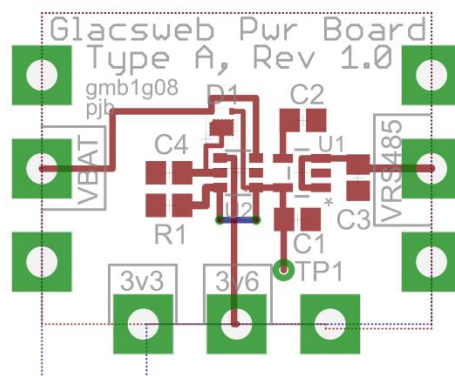 Glacsweb Pwr Board
Type A, Rev 1.0
gmb1g08
pjb
D1
C2
U1
VBAT
C4
VRS485
R1
U2
*
C3
C1
TP1
3v3
3v6